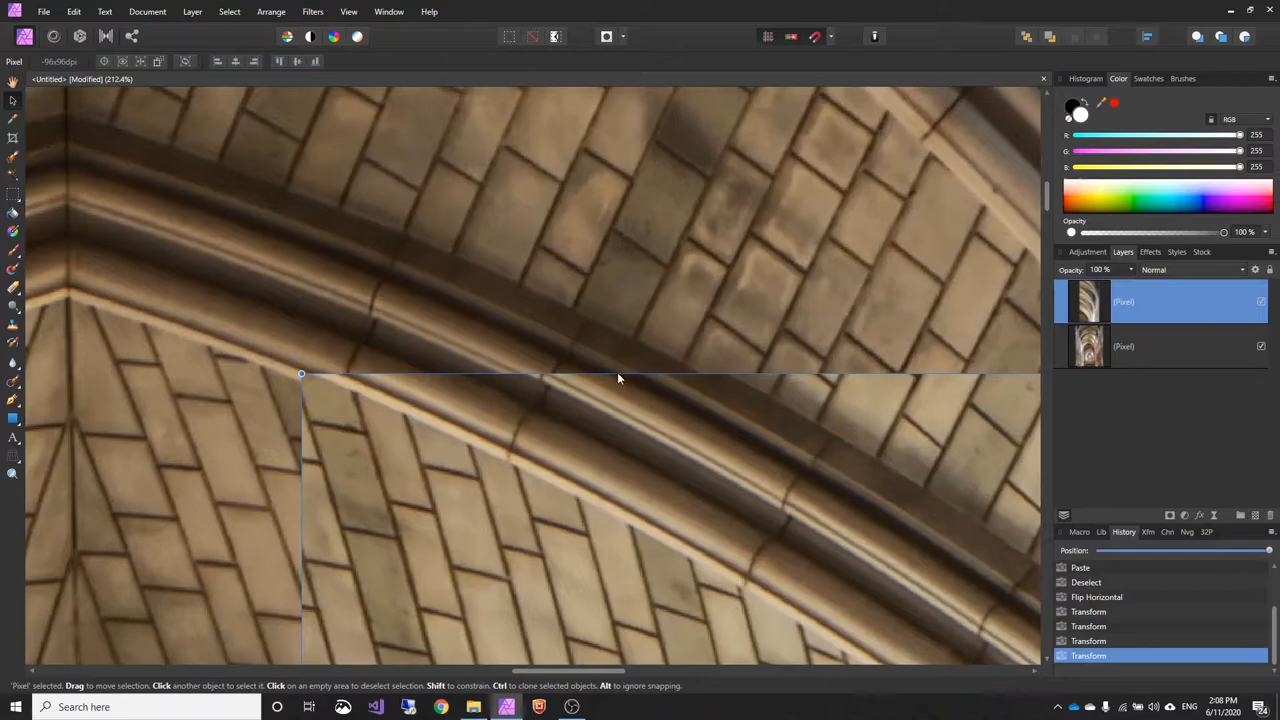 File Edit Text Document Layer Select Arrange Filters View Window Help
Pixel -96x96dpi
<Untitled> [Modified] (212.4%)
Histogram Color Swatches Brushes
RGB
R: 255
G: 255
B: 255
Opacity
100 %
Adjustment Layers Effects Styles Stock
Opacity: 100 % Normal
(Pixel)
(Pixel)
Macro Lib History Xfm Chn Nvg 32P
Position:
Paste
Deselect
Flip Horizontal
Transform
Transform
Transform
Transform
'Pixel' selected. Drag to move selection. Click another object to select it. Click on an empty area to deselect selection. Shift to constrain. Ctrl to clone selected objects. Alt to ignore snapping.
Search here
ENG
2:08 PM
6/11/2020
24